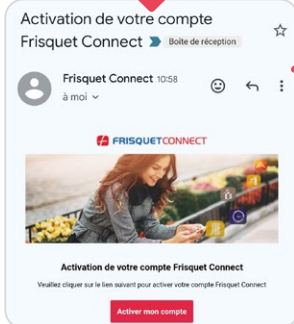 Activation de votre compte
Frisquet Connect Boîte de réception
Frisquet Connect 10:58
à moi
FRISQUETCONNECT
Activation de votre compte Frisquet Connect
Veuillez cliquer sur le lien suivant pour activer votre compte Frisquet Connect
Activer mon compte